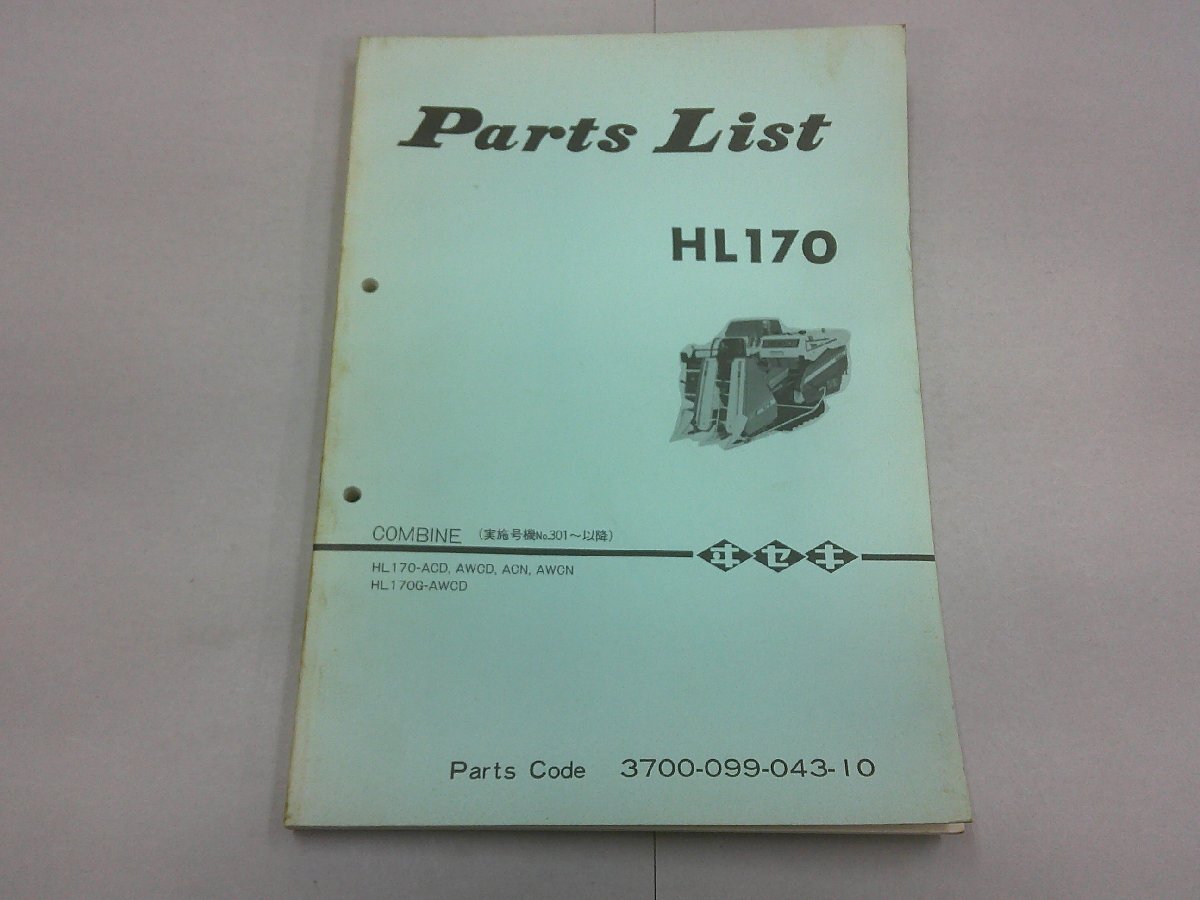 Parts List
HL170
COMBINE (実施号機No.301～以降)
ヰセキ
HL170-ACD, AWCD, ACN, AWCN
HL170G-AWCD
Parts Code 3700-099-043-10